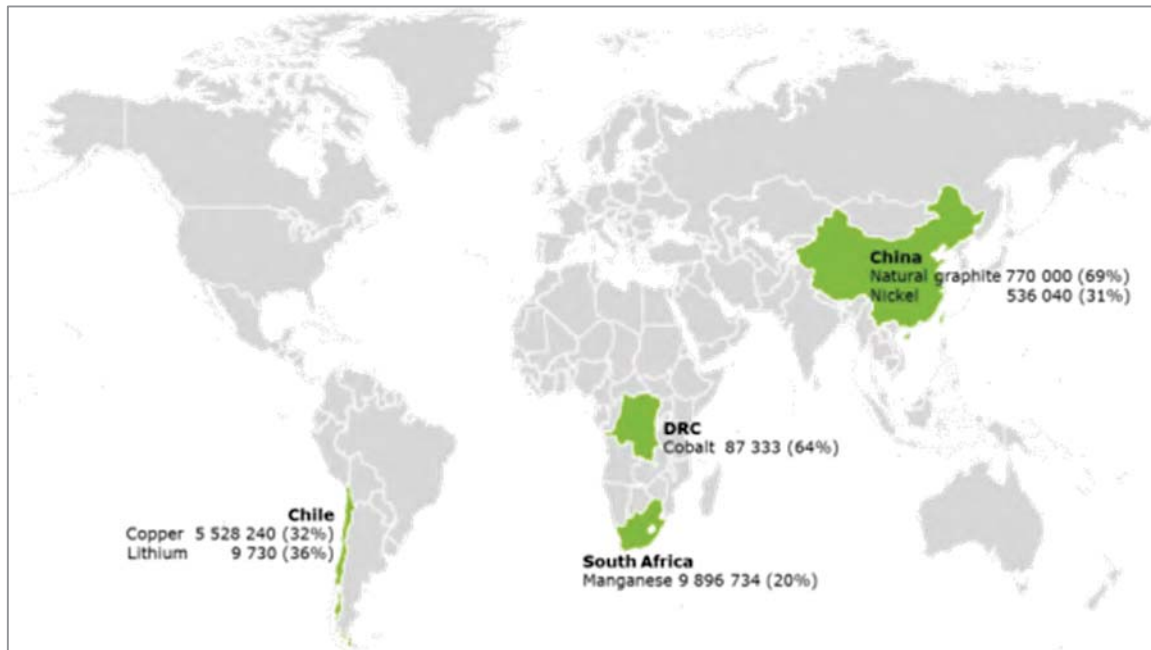 China
Natural graphite 770 000 (69%)
Nickel 536 040 (31%)
DRC
Cobalt 87 333 (64%)
Chile
Copper 5 528 240 (32%)
Lithium 9 730 (36%)
South Africa
Manganese 9 896 734 (20%)